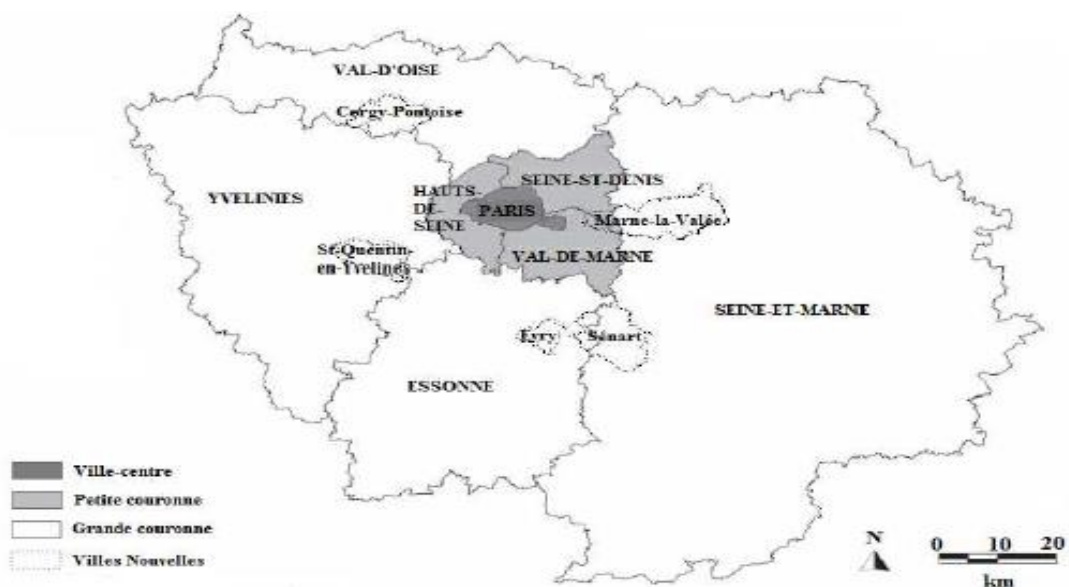 VAL-D'OISE
Cergy-Pontoise
YVELINIES
HAUTS-
DE-
SEINE
SEINE-ST-DENIS
PARIS
Marne-la-Valée
St-Quentin-
en-Yvelines
VAL-DE-MARNE
SEINE-ET-MARNE
Evry
Sénart
ESSONNE
Ville-centre
Petite couronne
Grande couronne
Villes Nouvelles
N
0 10 20
km